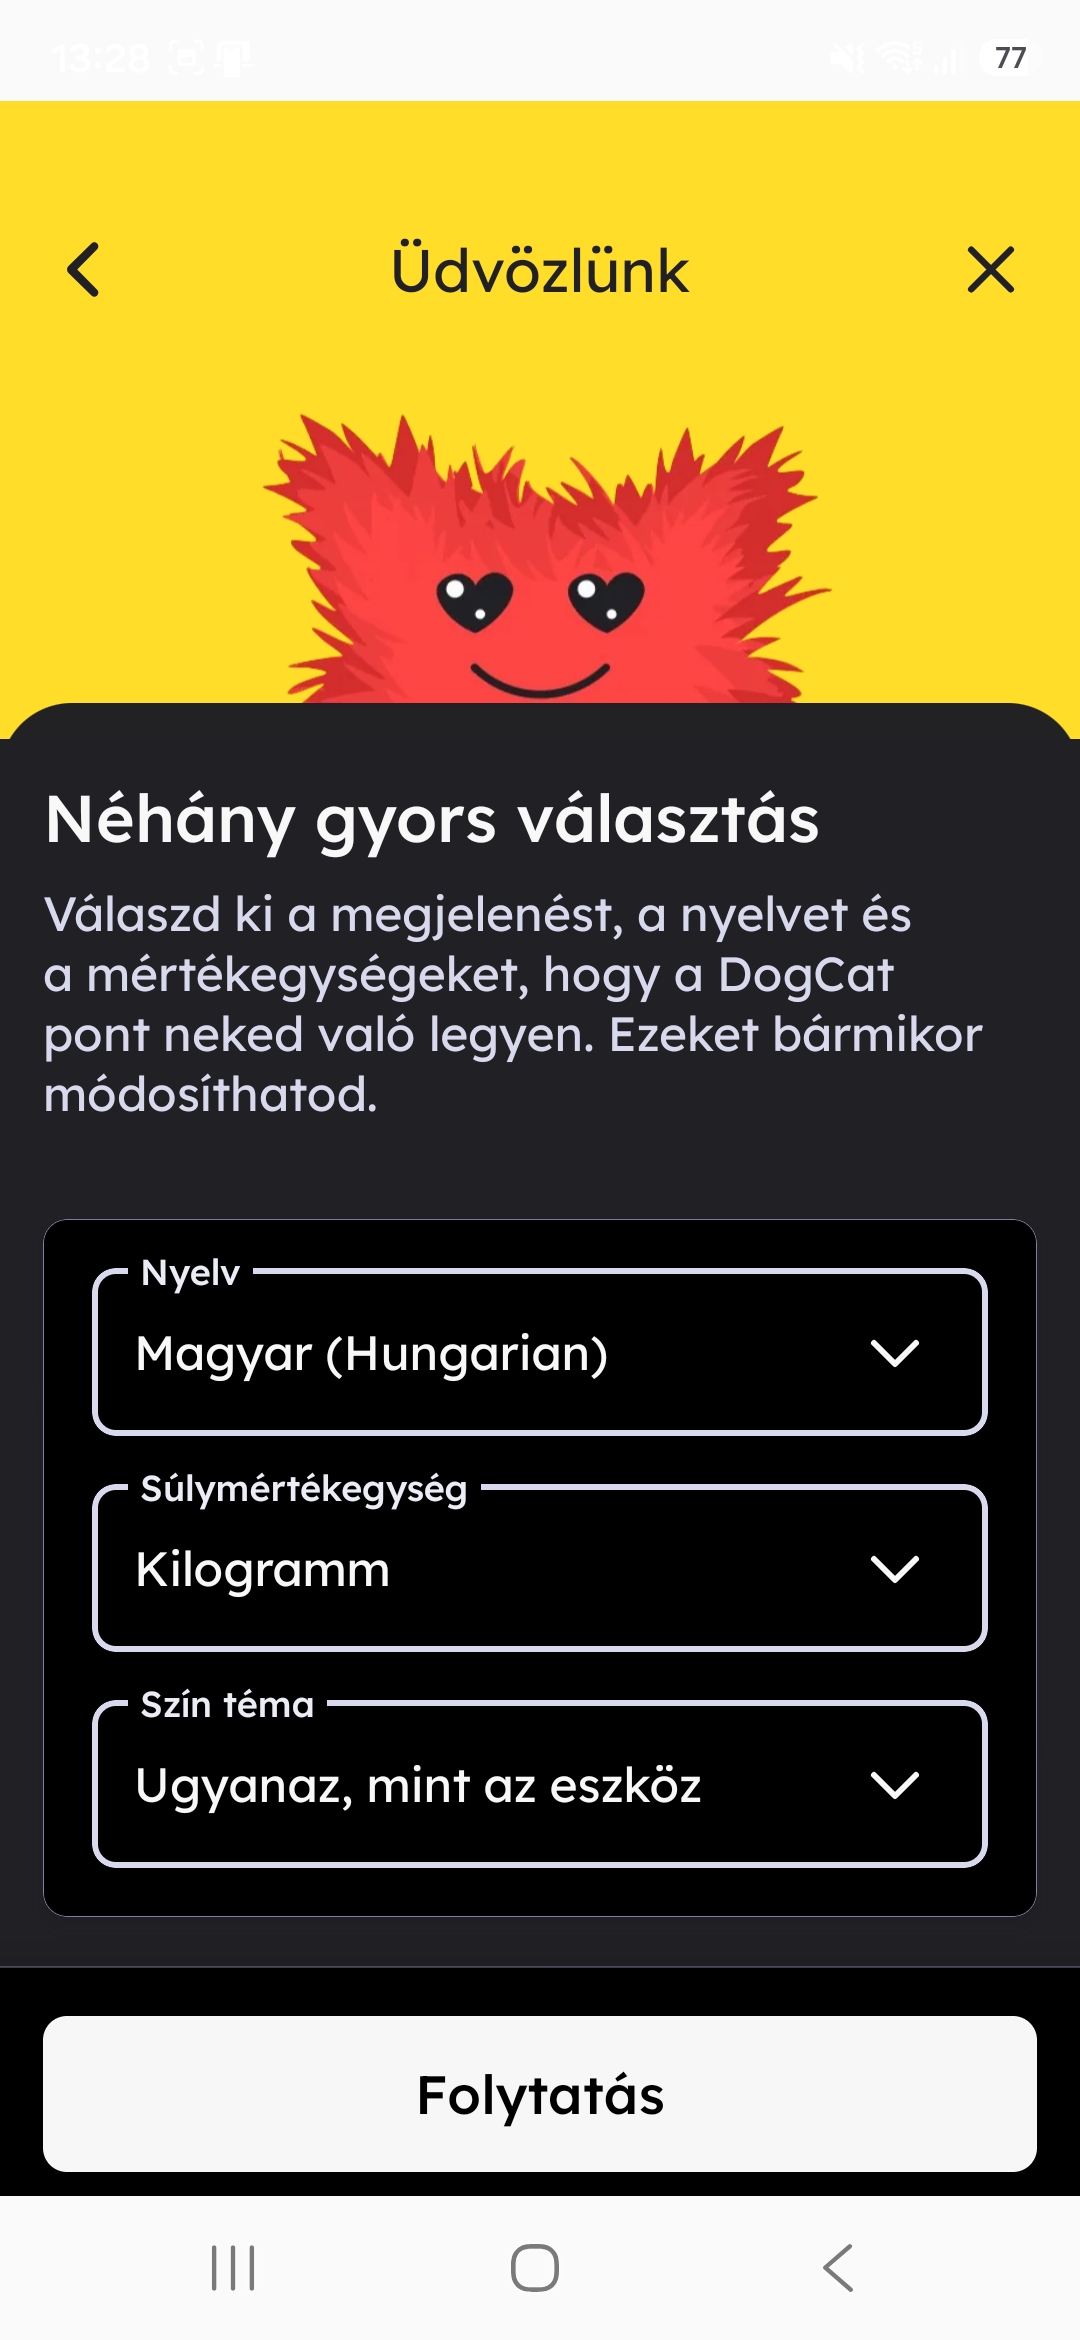 13:28
77
Üdvözlünk
Néhány gyors választás
Válaszd ki a megjelenést, a nyelvet és
a mértékegységeket, hogy a DogCat
pont neked való legyen. Ezeket bármikor
módosíthatod.
Nyelv
Magyar (Hungarian)
Súlymértékegység
Kilogramm
Szín téma
Ugyanaz, mint az eszköz
Folytatás